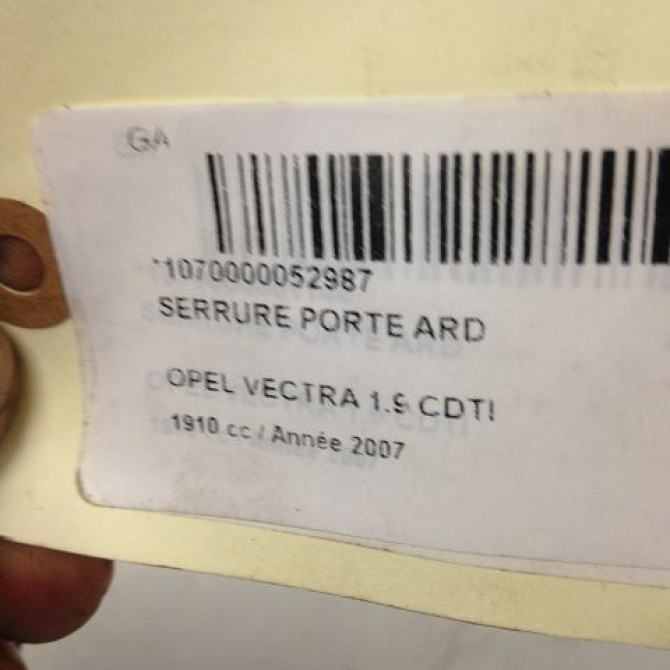 GA
*1070000052987
SERRURE PORTE ARD
OPEL VECTRA 1.9 CDTI
1910 cc / Année 2007